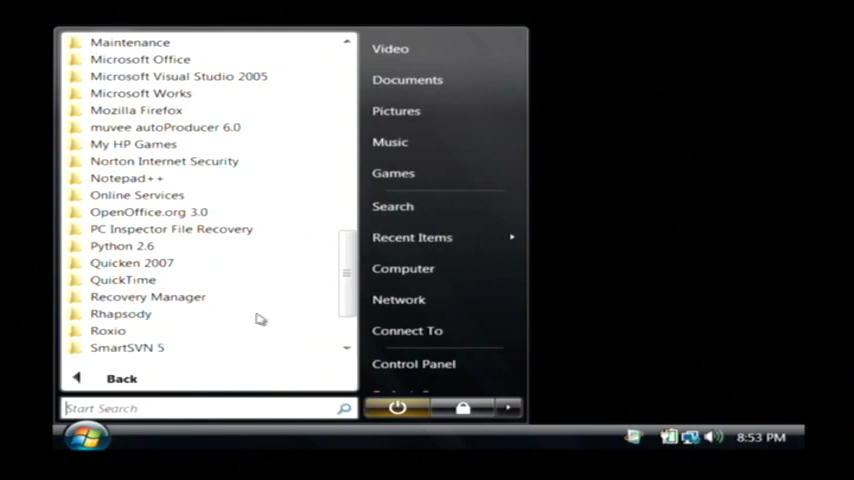 Maintenance
Microsoft Office
Microsoft Visual Studio 2005
Microsoft Works
Mozilla Firefox
muvee autoProducer 6.0
My HP Games
Norton Internet Security
Notepad++
Online Services
OpenOffice.org 3.0
PC Inspector File Recovery
Python 2.6
Quicken 2007
QuickTime
Recovery Manager
Rhapsody
Roxio
SmartSVN 5
Back
Start Search
Video
Documents
Pictures
Music
Games
Search
Recent Items
Computer
Network
Connect To
Control Panel
8:53 PM